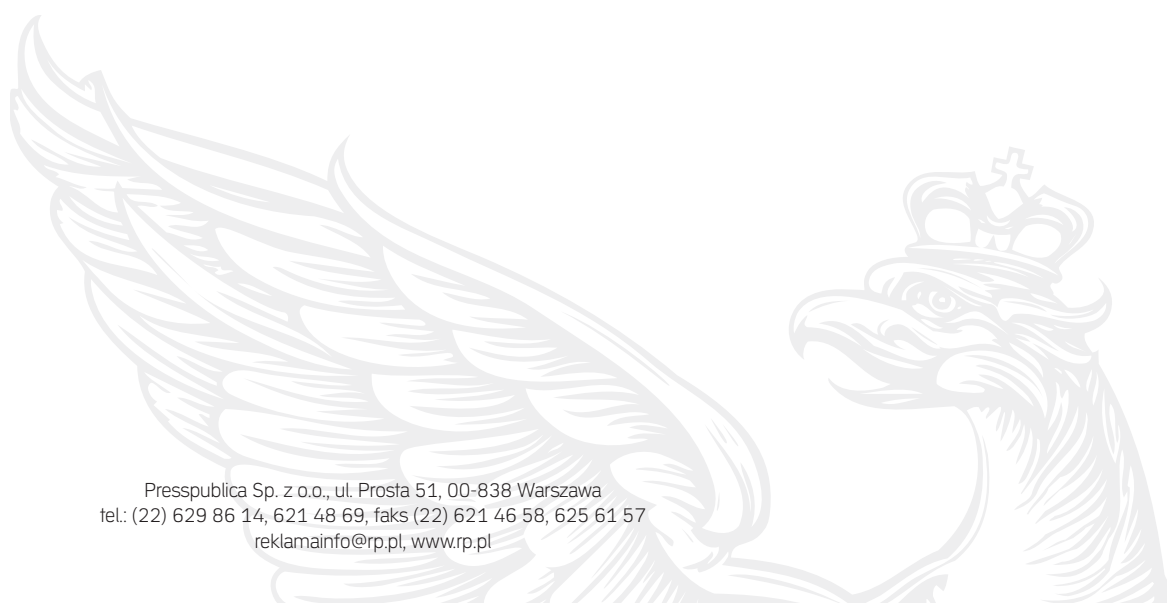 Presspublica Sp. z o.o., ul. Prosta 51, 00-838 Warszawa
tel.: (22) 629 86 14, 621 48 69, faks (22) 621 46 58, 625 61 57
reklamainfo@rp.pl, www.rp.pl